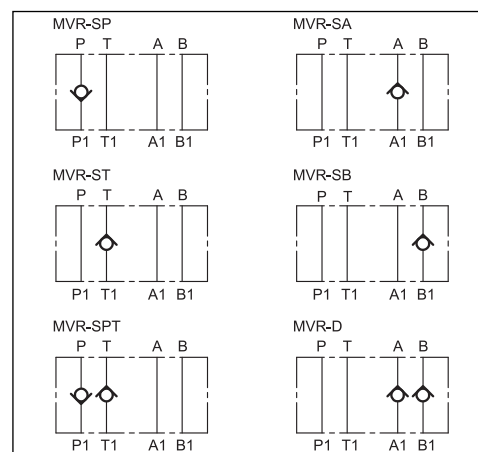 MVR-SP
P T A B
P1 T1 A1 B1
MVR-SA
P T A B
P1 T1 A1 B1
MVR-ST
P T A B
P1 T1 A1 B1
MVR-SB
P T A B
P1 T1 A1 B1
MVR-SPT
P T A B
P1 T1 A1 B1
MVR-D
P T A B
P1 T1 A1 B1